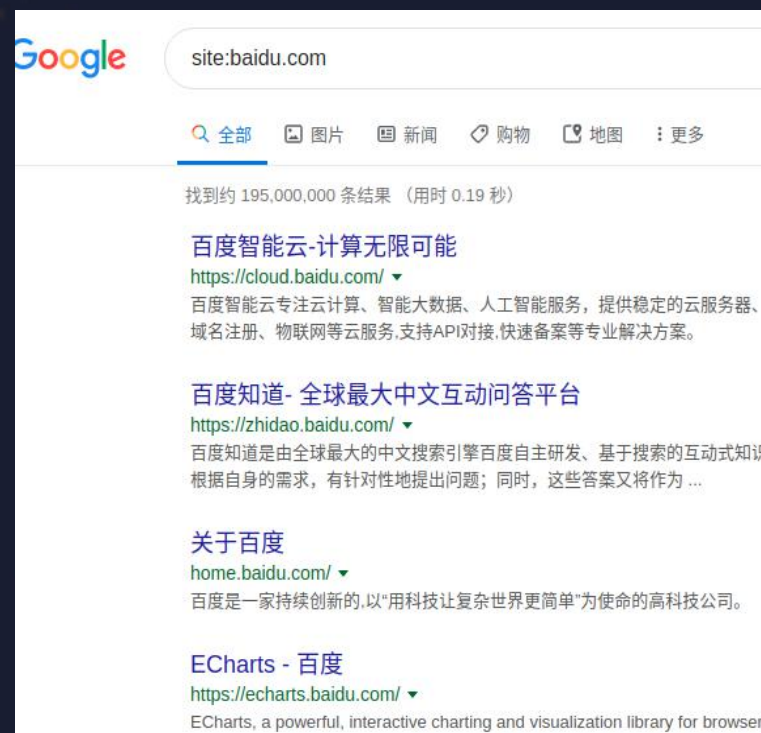 Google
site:baidu.com
全部 图片 新闻 购物 地图 更多
找到约 195,000,000 条结果 （用时 0.19 秒）
百度智能云-计算无限可能
https://cloud.baidu.com/
百度智能云专注云计算、智能大数据、人工智能服务，提供稳定的云服务器、
域名注册、物联网等云服务,支持API对接,快速备案等专业解决方案。
百度知道- 全球最大中文互动问答平台
https://zhidao.baidu.com/
百度知道是由全球最大的中文搜索引擎百度自主研发、基于搜索的互动式知识
根据自身的需求，有针对性地提出问题；同时，这些答案又将作为 ...
关于百度
home.baidu.com/
百度是一家持续创新的,以“用科技让复杂世界更简单”为使命的高科技公司。
ECharts - 百度
https://echarts.baidu.com/
ECharts, a powerful, interactive charting and visualization library for browser